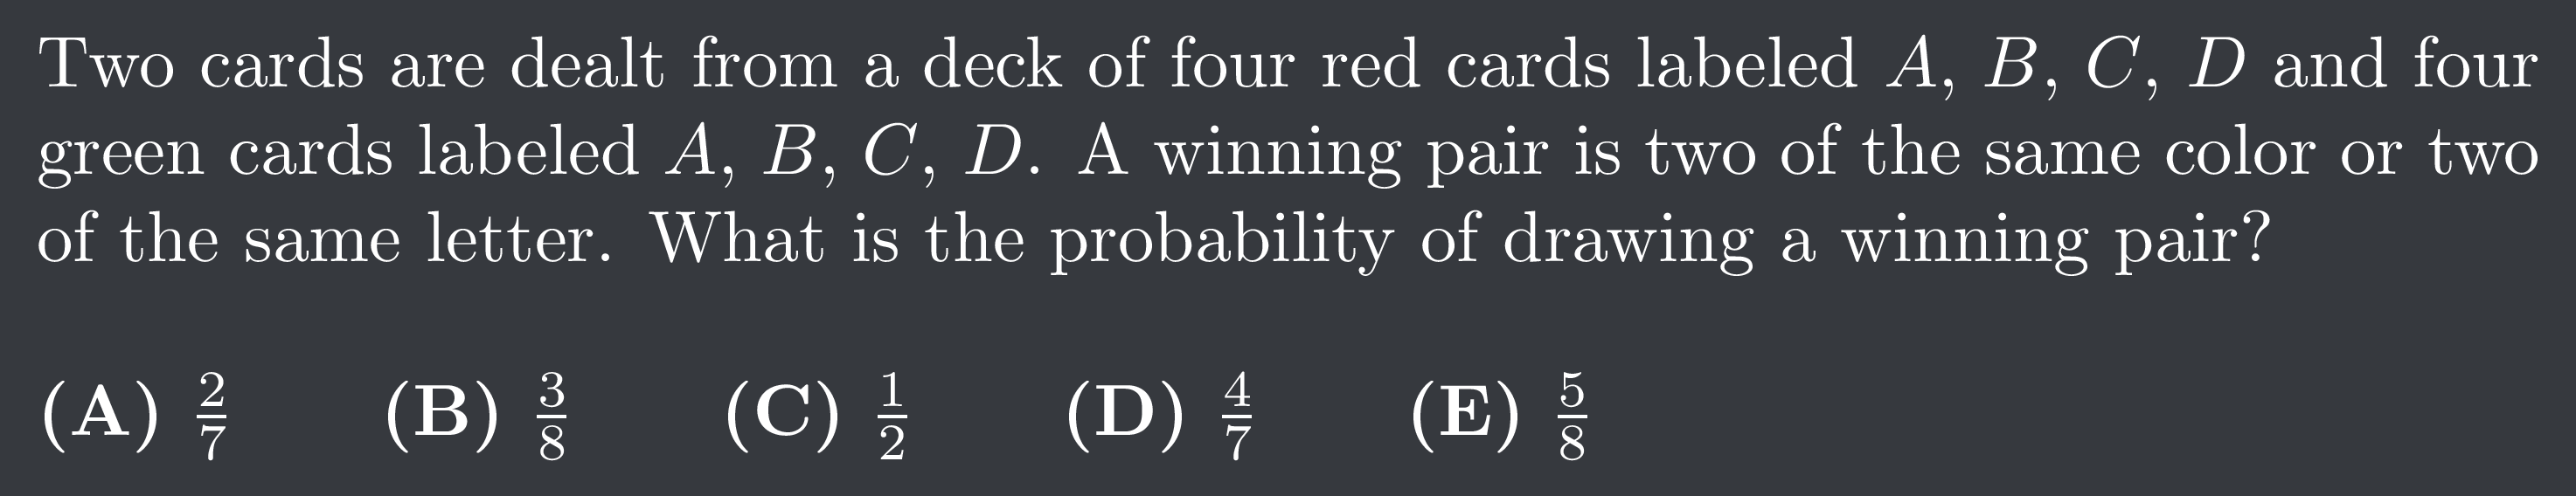 Two cards are dealt from a deck of four red cards labeled A, B, C, D and four
green cards labeled A, B, C, D. A winning pair is two of the same color or two
of the same letter. What is the probability of drawing a winning pair?
(A) 2/7 (B) 3/8 (C) 1/2 (D) 4/7 (E) 5/8